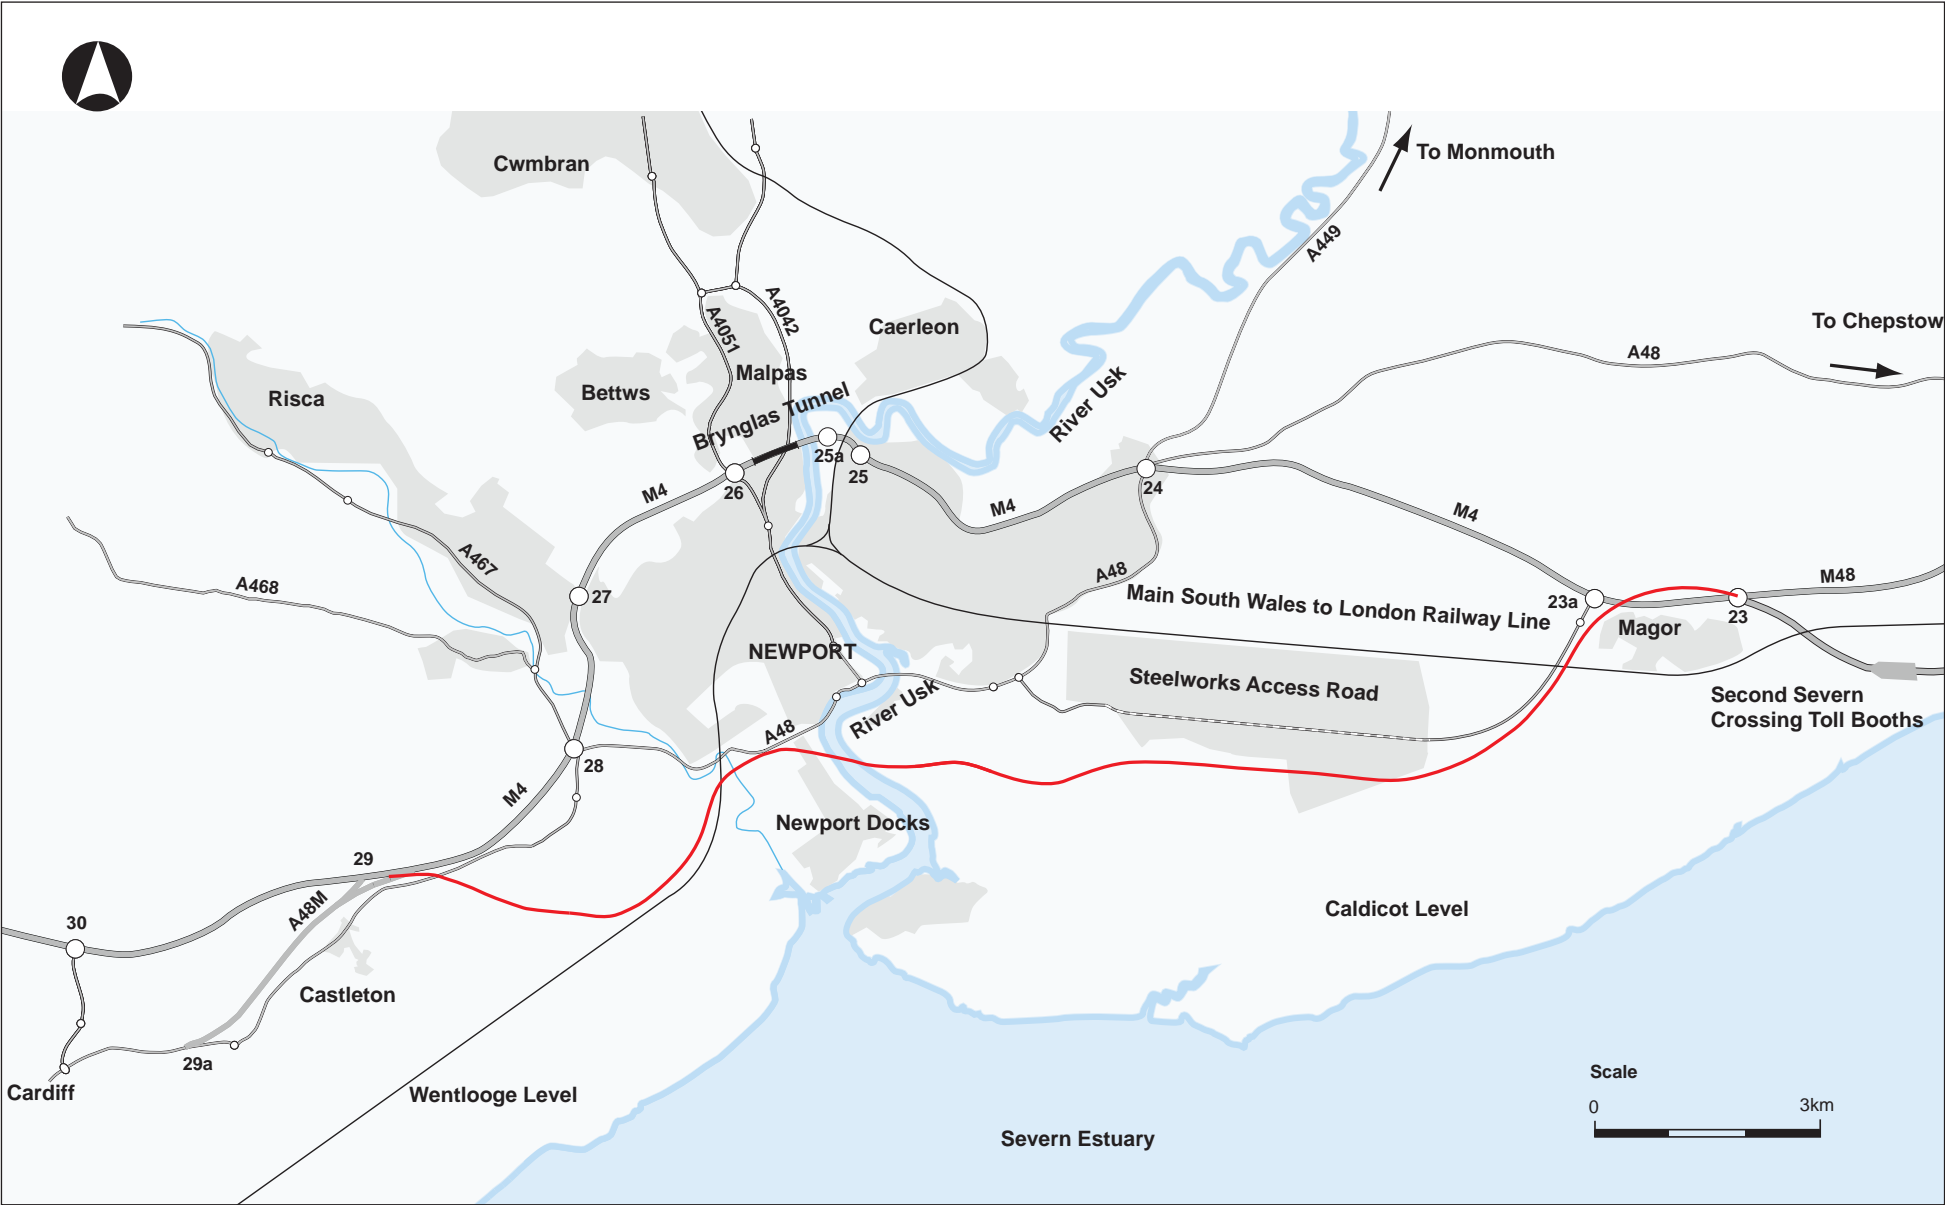 Cwmbran
To Monmouth
A449
A4042
A4051
Caerleon
To Chepstow
A48
Malpas
Bettws
Risca
Brynglas Tunnel
River Usk
25a
25
26
24
M4
M4
M4
A467
A468
27
A48
Main South Wales to London Railway Line
23a
M48
23
Magor
NEWPORT
Steelworks Access Road
River Usk
Second Severn
Crossing Toll Booths
A48
28
M4
Newport Docks
29
A48M
30
Caldicot Level
Castleton
29a
Cardiff
Wentlooge Level
Severn Estuary
Scale
0
3km